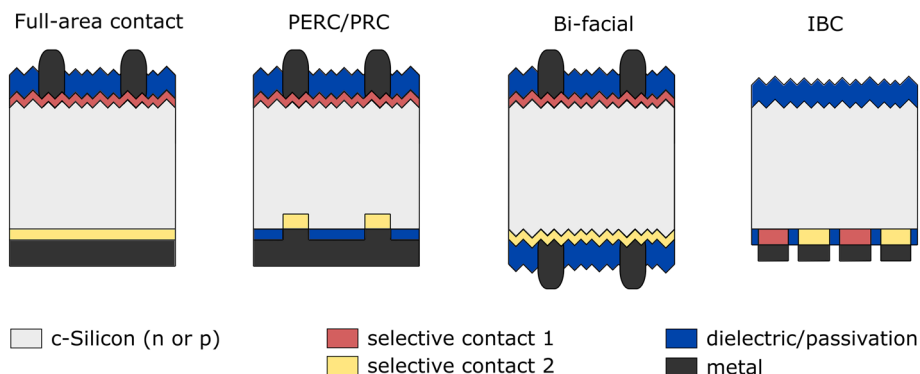 Full-area contact
PERC/PRC
Bi-facial
IBC
c-Silicon (n or p)
selective contact 1
dielectric/passivation
selective contact 2
metal